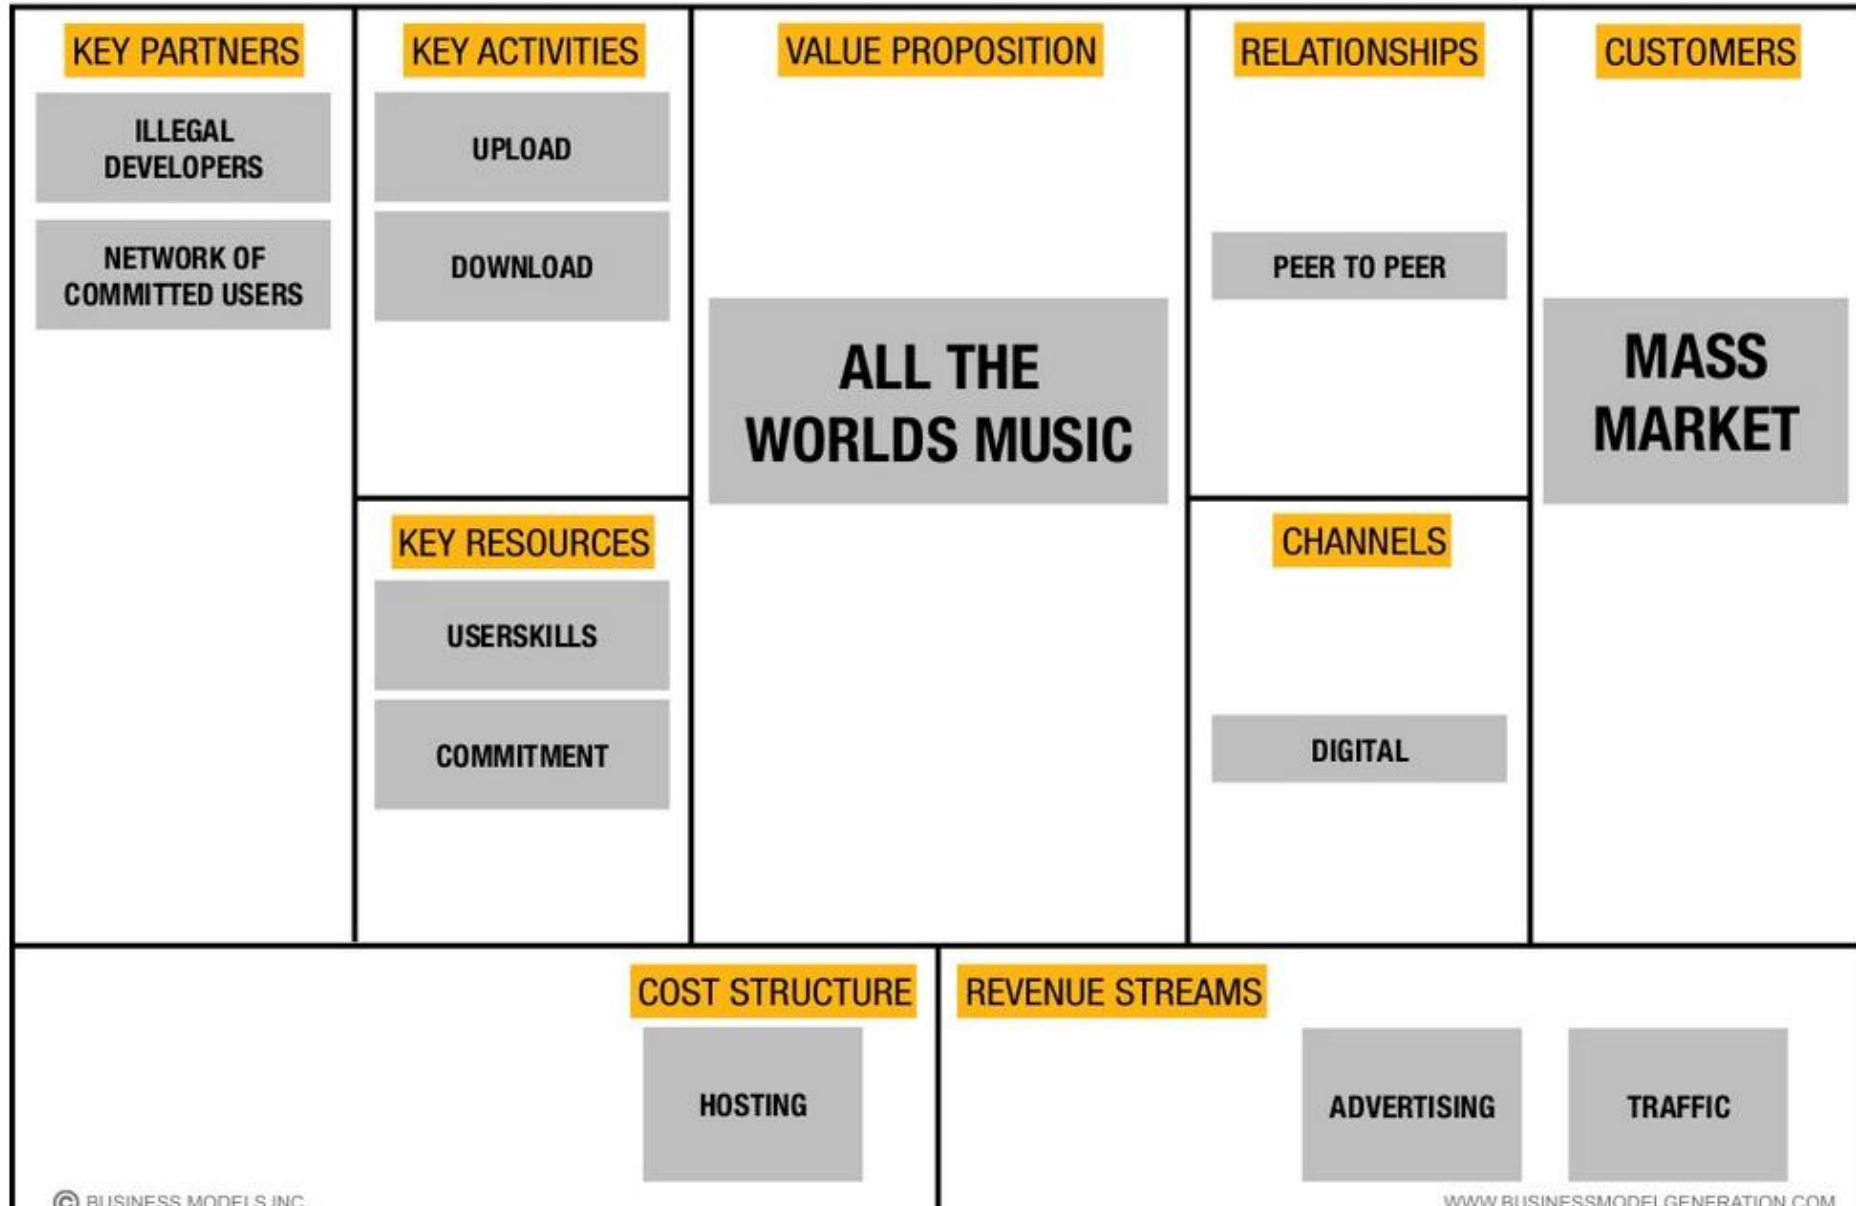 KEY PARTNERS
ILLEGAL
DEVELOPERS
NETWORK OF
COMMITTED USERS
KEY ACTIVITIES
UPLOAD
DOWNLOAD
KEY RESOURCES
USERSKILLS
COMMITMENT
VALUE PROPOSITION
ALL THE
WORLDS MUSIC
RELATIONSHIPS
PEER TO PEER
CHANNELS
DIGITAL
CUSTOMERS
MASS
MARKET
COST STRUCTURE
HOSTING
REVENUE STREAMS
ADVERTISING
TRAFFIC
© BUSINESS MODELS INC
WWW.BUSINESSMODELGENERATION.COM